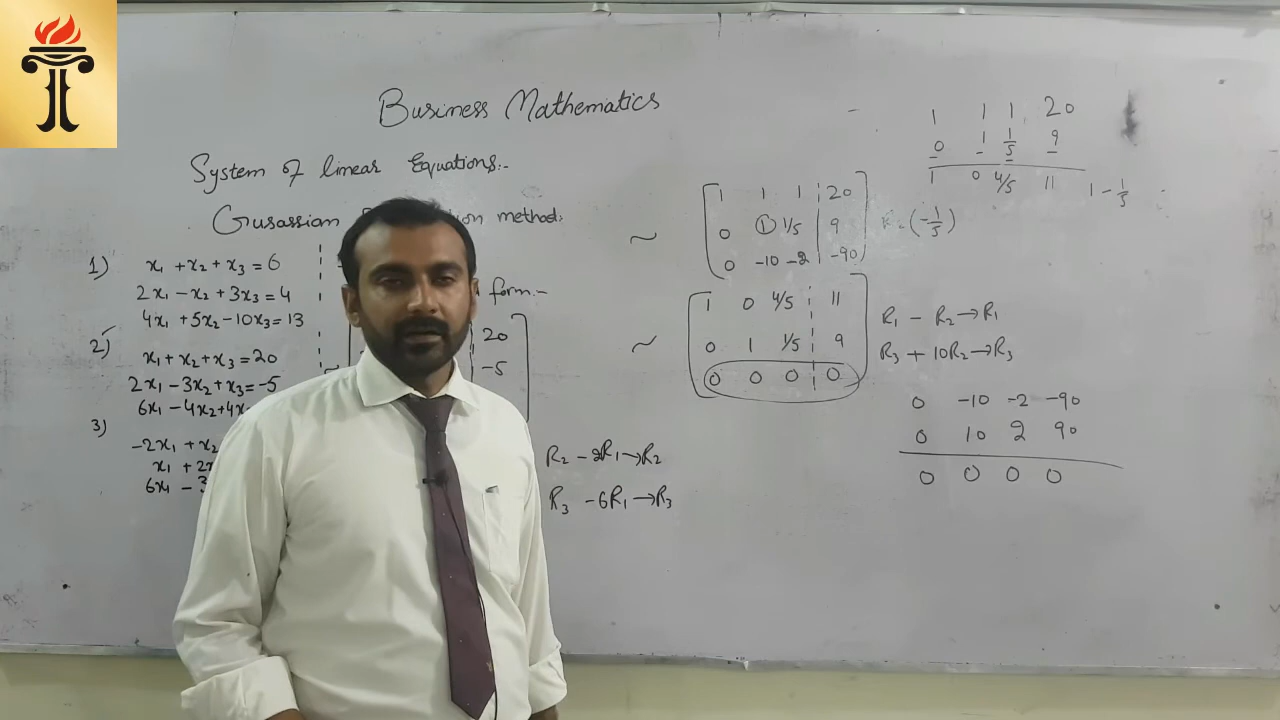 Business Mathematics
System of linear Equations:-
Gusassian method:
1) x₁ + x₂ + x₃ = 6
2x₁ - x₂ + 3x₃ = 4
4x₁ + 5x₂ - 10x₃ = 13
2) x₁ + x₂ + x₃ = 20
2x₁ - 3x₂ + x₃ = -5
6x₁ - 4x₂ + 4x
3)
-2x₁ + x₂
x₁ + 2x
6x₁ - 3
form:-
20
-5
R₂ - 2R₁ → R₂
R₃ - 6R₁ → R₃
~ 1 1 1 20
0 1 1/5 9
0 -10 -2 -90
(-1/5)
~ 1 0 4/5 11
0 1 1/5 9
0 0 0 0
R₁ - R₂ → R₁
R₃ + 10R₂ → R₃
1 1 1 20
0 1 1/5 9
1 0 4/5 11
1 - 1/5
0 -10 -2 -90
0 10 2 90
0 0 0 0